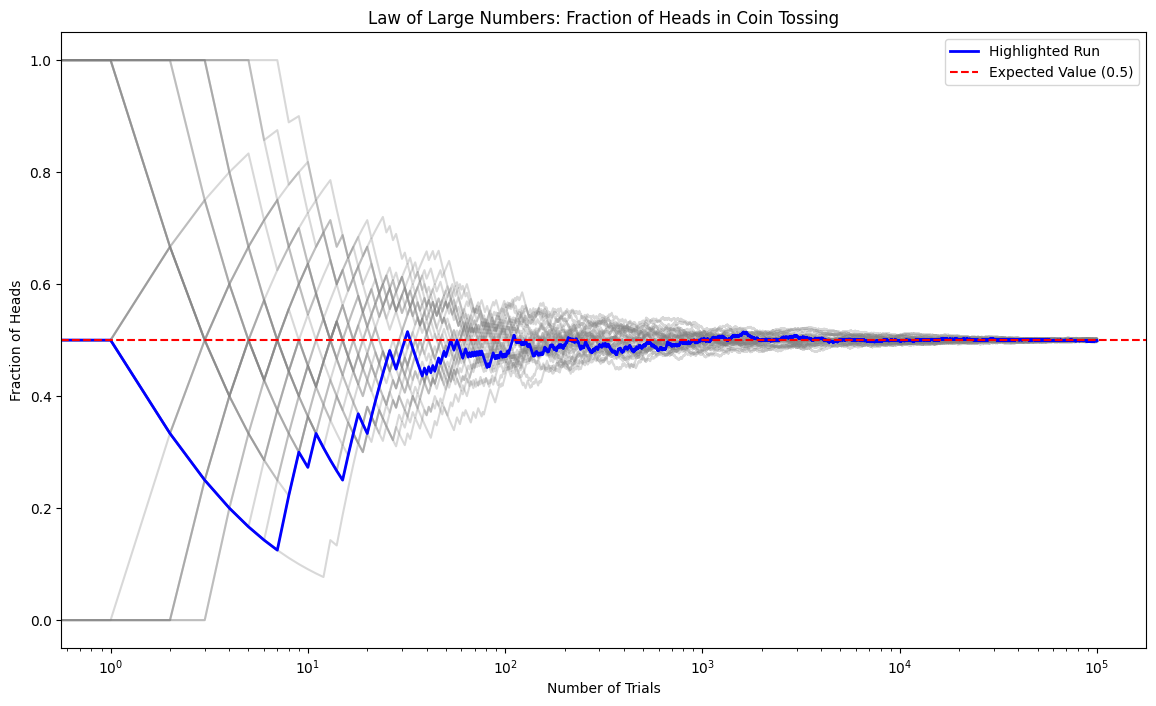 Law of Large Numbers: Fraction of Heads in Coin Tossing
Highlighted Run
Expected Value (0.5)
Fraction of Heads
1.0
0.8
0.6
0.4
0.2
0.0
10⁰ 10¹ 10² 10³ 10⁴ 10⁵
Number of Trials